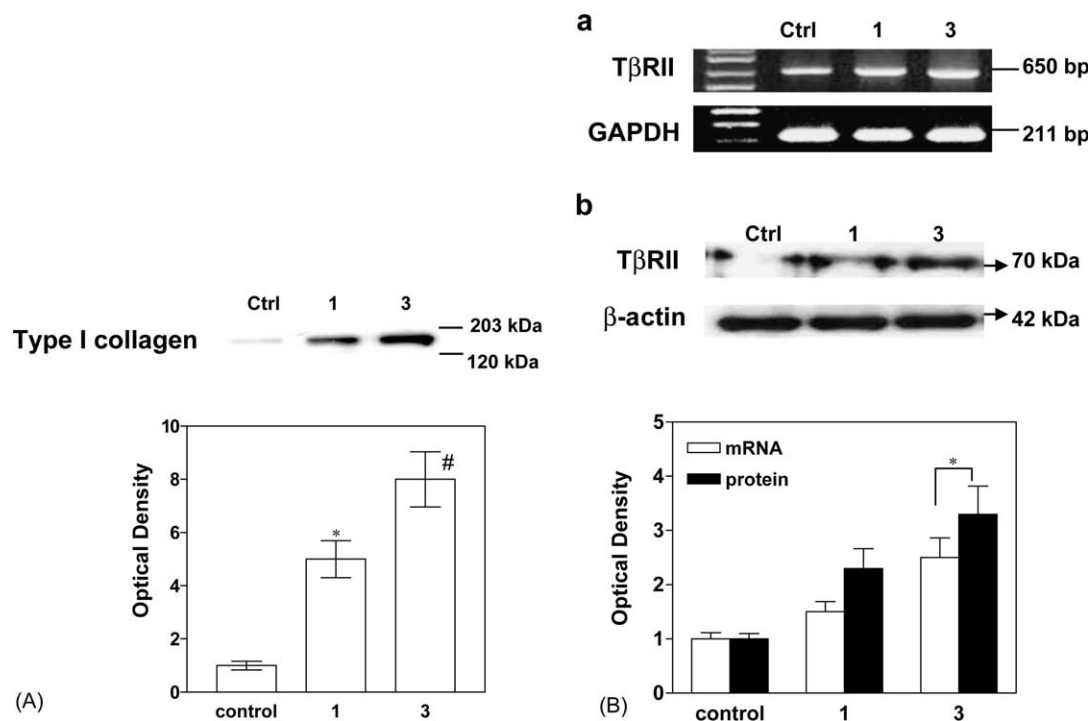 a
Ctrl 1 3
TβRII 650 bp
GAPDH 211 bp
b
Ctrl 1 3
TβRII 70 kDa
β-actin 42 kDa
Ctrl 1 3
Type I collagen 203 kDa
120 kDa
Optical Density
10
8
6
4
2
0
*
#
control 1 3
(A)
Optical Density
5
4
3
2
1
0
mRNA
protein
*
control 1 3
(B)